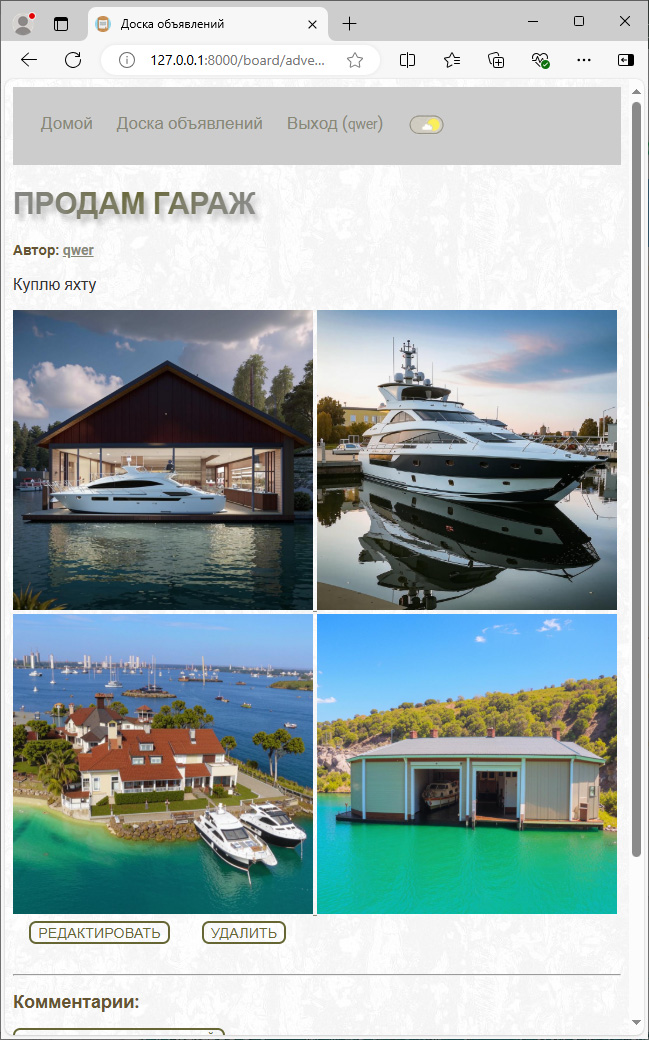 Доска объявлений
127.0.0.1:8000/board/adve...
Домой Доска объявлений Выход (qwer)
ПРОДАМ ГАРАЖ
Автор: qwer
Куплю яхту
РЕДАКТИРОВАТЬ УДАЛИТЬ
Комментарии: